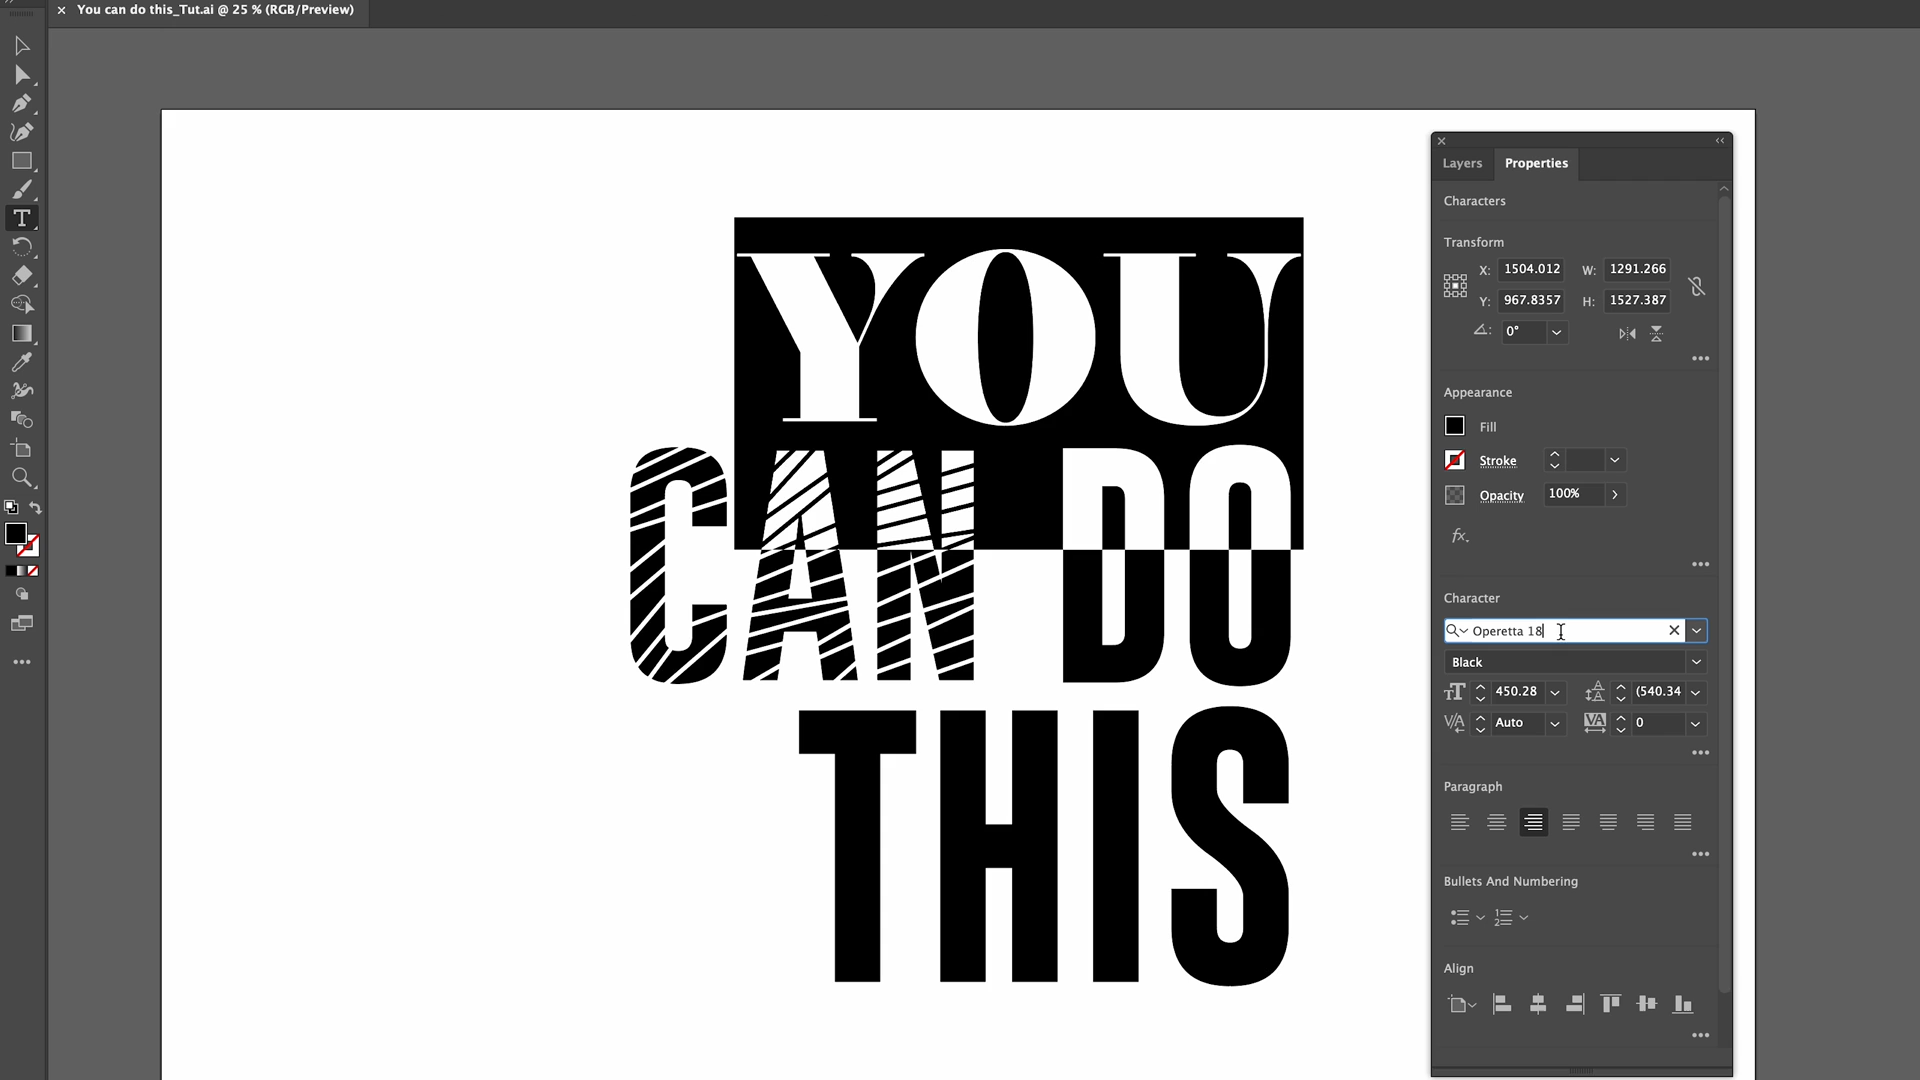 You can do this_Tut.ai @ 25 % (RGB/Preview)
Layers
Properties
Characters
Transform
X: 1504.012 W: 1291.266
Y: 967.8357 H: 1527.387
0°
Appearance
Fill
Stroke
Opacity 100%
fx.
Character
Operetta 18
Black
450.28 (540.34
Auto 0
Paragraph
Bullets And Numbering
Align
YOU
CAN DO
THIS